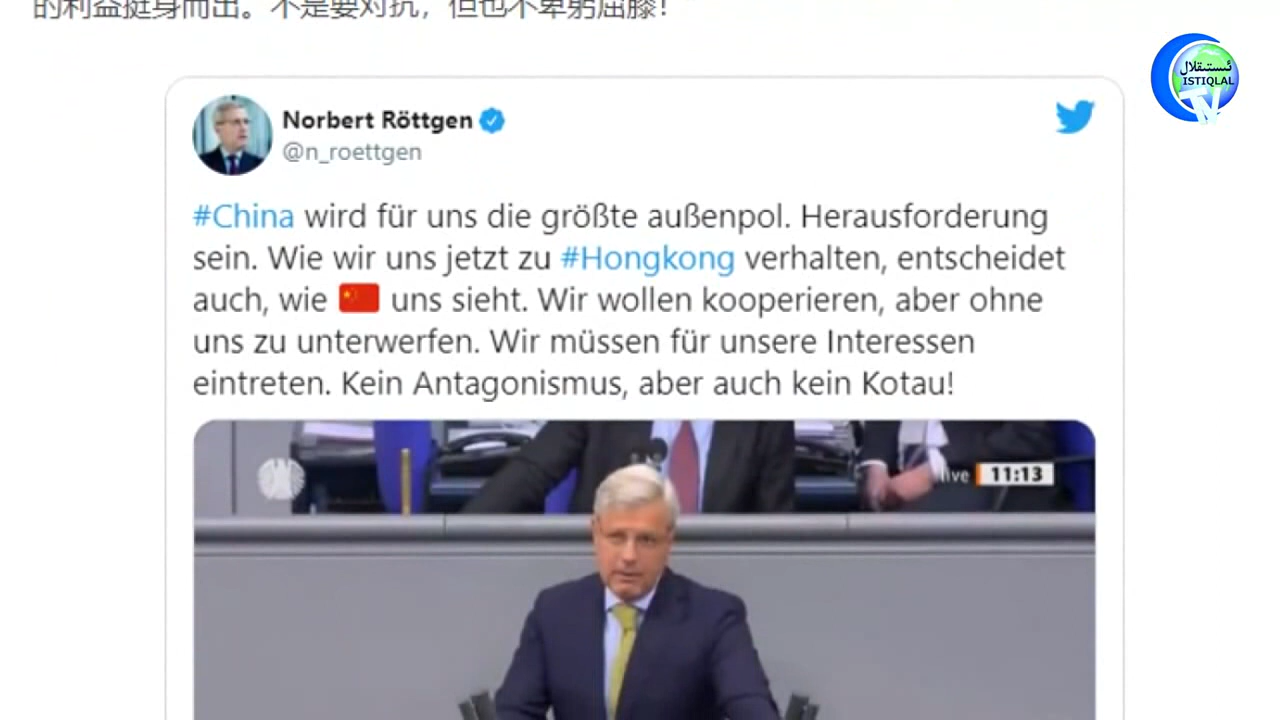 的利益挺身而出。不是要对抗，但也不卑躬屈膝！
ئىستىقلال
ISTIQLAL
TV
Norbert Röttgen
@n_roettgen
#China wird für uns die größte außenpol. Herausforderung
sein. Wie wir uns jetzt zu #Hongkong verhalten, entscheidet
auch, wie 🇨🇳 uns sieht. Wir wollen kooperieren, aber ohne
uns zu unterwerfen. Wir müssen für unsere Interessen
eintreten. Kein Antagonismus, aber auch kein Kotau!
live 11:13